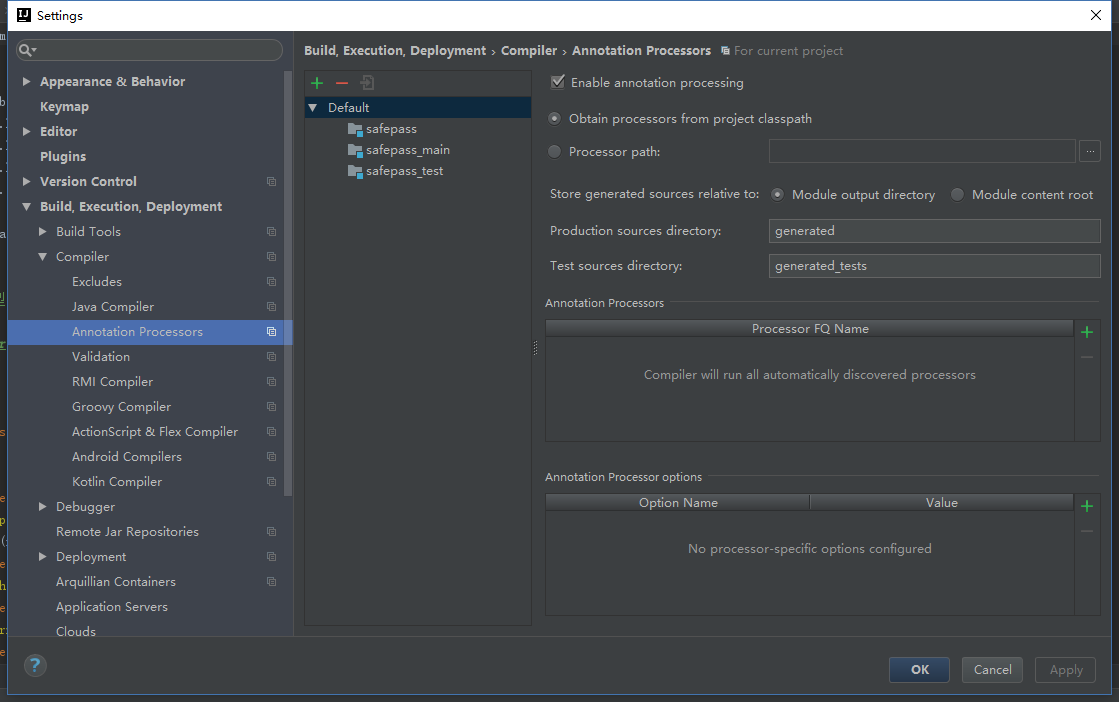 Settings
Appearance & Behavior
Keymap
Editor
Plugins
Version Control
Build, Execution, Deployment
Build Tools
Compiler
Excludes
Java Compiler
Annotation Processors
Validation
RMI Compiler
Groovy Compiler
ActionScript & Flex Compiler
Android Compilers
Kotlin Compiler
Debugger
Remote Jar Repositories
Deployment
Arquillian Containers
Application Servers
Clouds
Build, Execution, Deployment › Compiler › Annotation Processors For current project
Default
safepass
safepass_main
safepass_test
Enable annotation processing
Obtain processors from project classpath
Processor path: ...
Store generated sources relative to: Module output directory Module content root
Production sources directory: generated
Test sources directory: generated_tests
Annotation Processors
Processor FQ Name
Compiler will run all automatically discovered processors
Annotation Processor options
Option Name Value
No processor-specific options configured
? OK Cancel Apply